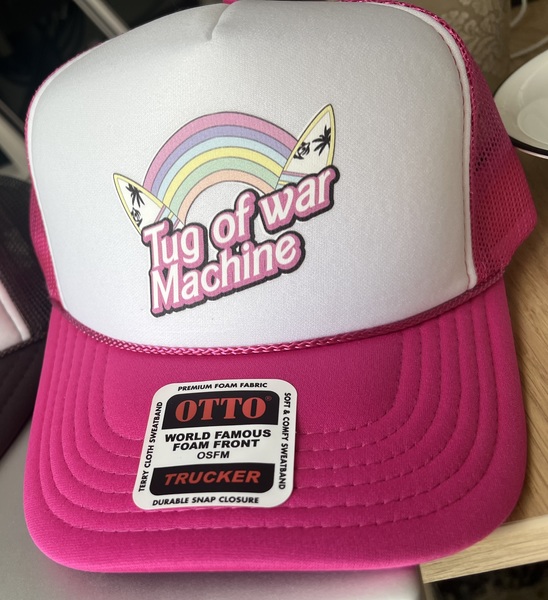 Tug of war
Machine
PREMIUM FOAM FABRIC
TERRY CLOTH SWEATBAND
OTTO®
WORLD FAMOUS
FOAM FRONT
OSFM
TRUCKER
SOFT & COMFY SWEATBAND
DURABLE SNAP CLOSURE